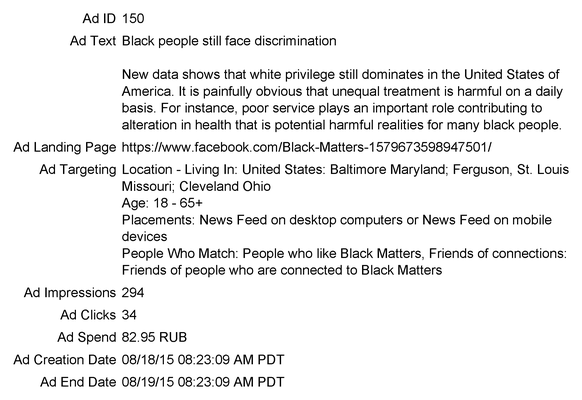 Ad ID 150
Ad Text Black people still face discrimination
New data shows that white privilege still dominates in the United States of
America. It is painfully obvious that unequal treatment is harmful on a daily
basis. For instance, poor service plays an important role contributing to
alteration in health that is potential harmful realities for many black people.
Ad Landing Page https://www.facebook.com/Black-Matters-1579673598947501/
Ad Targeting Location - Living In: United States: Baltimore Maryland; Ferguson, St. Louis
Missouri; Cleveland Ohio
Age: 18 - 65+
Placements: News Feed on desktop computers or News Feed on mobile
devices
People Who Match: People who like Black Matters, Friends of connections:
Friends of people who are connected to Black Matters
Ad Impressions 294
Ad Clicks 34
Ad Spend 82.95 RUB
Ad Creation Date 08/18/15 08:23:09 AM PDT
Ad End Date 08/19/15 08:23:09 AM PDT